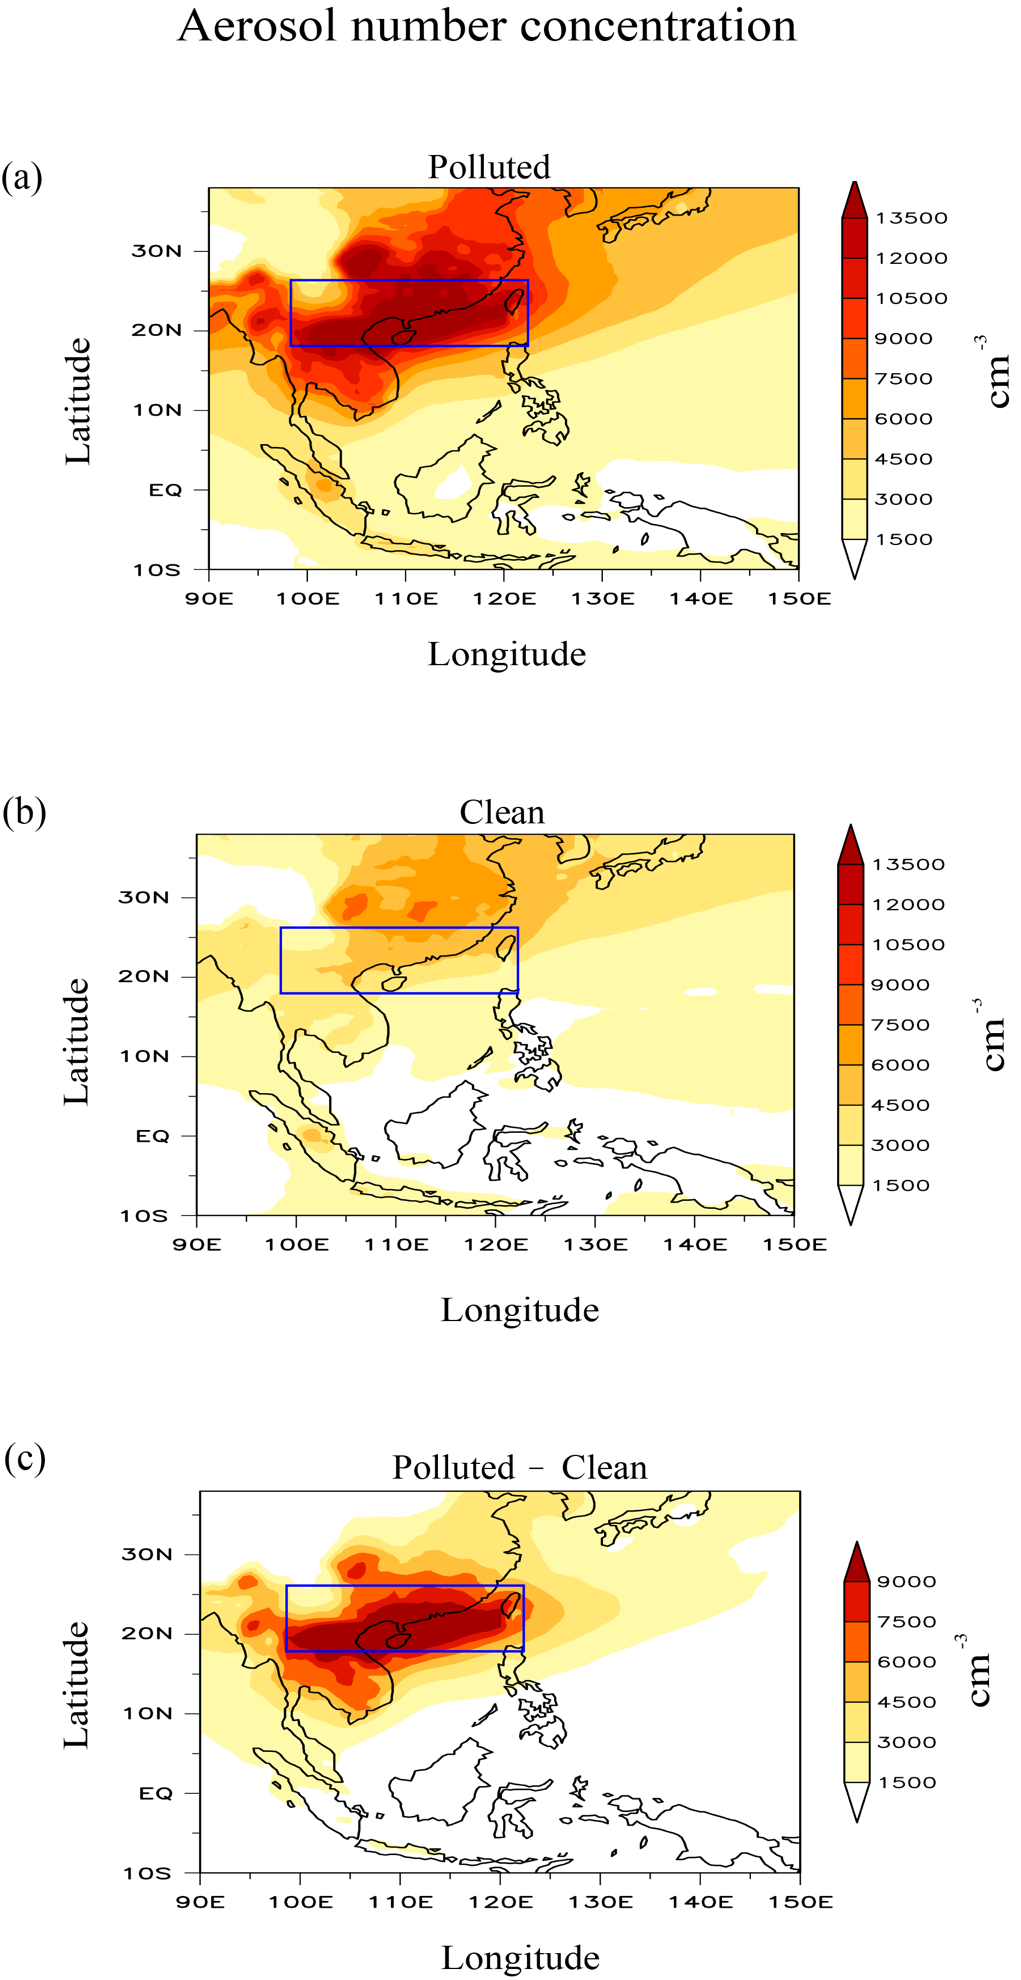 Aerosol number concentration
(a)
Polluted
30N
20N
10N
EQ
10S
90E 100E 110E 120E 130E 140E 150E
Latitude
Longitude
13500
12000
10500
9000
7500
6000
4500
3000
1500
cm-3
(b)
Clean
30N
20N
10N
EQ
10S
90E 100E 110E 120E 130E 140E 150E
Latitude
Longitude
13500
12000
10500
9000
7500
6000
4500
3000
1500
cm-3
(c)
Polluted - Clean
30N
20N
10N
EQ
10S
90E 100E 110E 120E 130E 140E 150E
Latitude
Longitude
9000
7500
6000
4500
3000
1500
cm-3